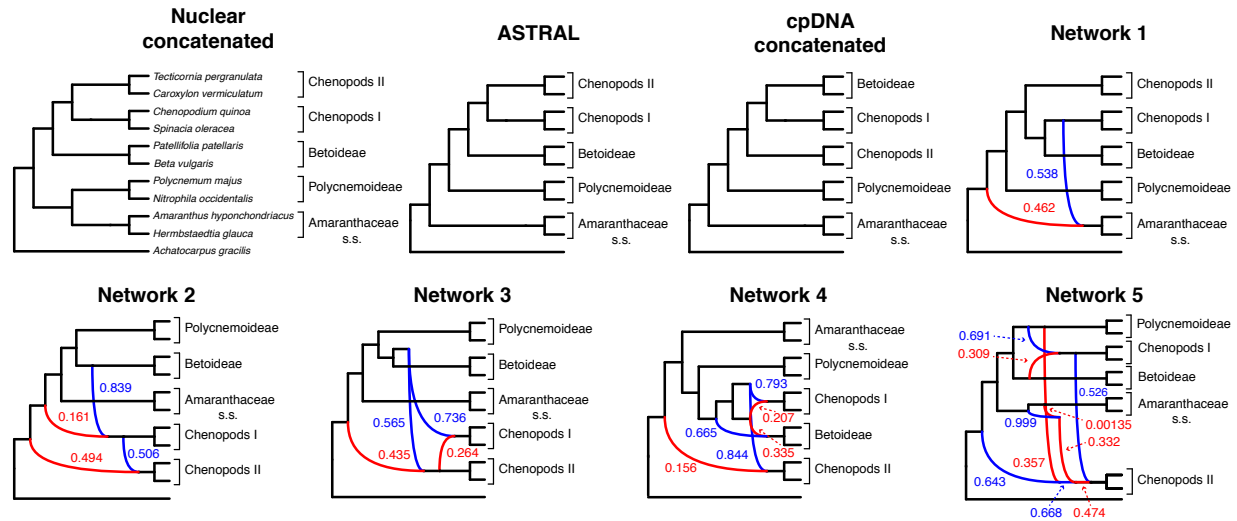 Nuclear
concatenated
Tecticornia pergranulata
Caroxylon vermiculatum
Chenopodium quinoa
Spinacia oleracea
Patellifolia patellaris
Beta vulgaris
Polycnemum majus
Nitrophila occidentalis
Amaranthus hyponchondriacus
Hermbstaedtia glauca
Achatocarpus gracilis
Chenopods II
Chenopods I
Betoideae
Polycnemoideae
Amaranthaceae
s.s.
ASTRAL
Chenopods II
Chenopods I
Betoideae
Polycnemoideae
Amaranthaceae
s.s.
cpDNA
concatenated
Betoideae
Chenopods I
Chenopods II
Polycnemoideae
Amaranthaceae
s.s.
Network 1
Chenopods II
Chenopods I
Betoideae
0.538
Polycnemoideae
0.462
Amaranthaceae
s.s.
Network 2
Polycnemoideae
Betoideae
0.839
Amaranthaceae
s.s.
0.161
Chenopods I
0.494
0.506
Chenopods II
Network 3
Polycnemoideae
Betoideae
Amaranthaceae
s.s.
0.565
0.736
Chenopods I
0.435
0.264
Chenopods II
Network 4
Amaranthaceae
s.s.
Polycnemoideae
0.793
Chenopods I
0.207
0.665
Betoideae
0.844
0.335
0.156
Chenopods II
Network 5
Polycnemoideae
0.691
Chenopods I
0.309
Betoideae
0.526
Amaranthaceae
s.s.
0.999
0.00135
0.332
0.357
0.643
Chenopods II
0.668
0.474